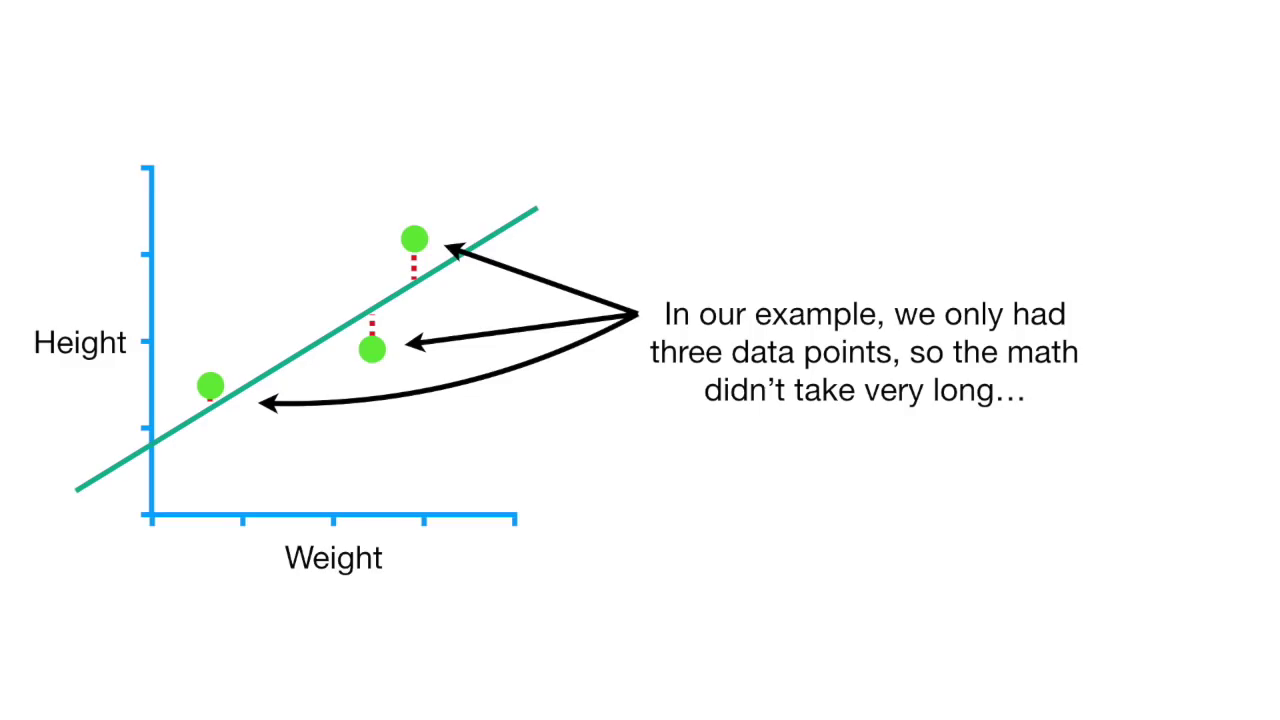 Height
In our example, we only had
three data points, so the math
didn’t take very long…
Weight